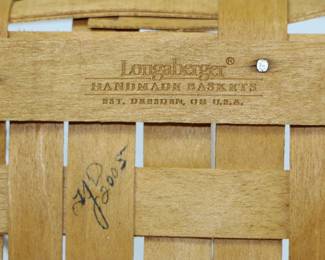 Longaberger®
HANDMADE BASKETS
EST. DRESDEN, OH U.S.A.
2005